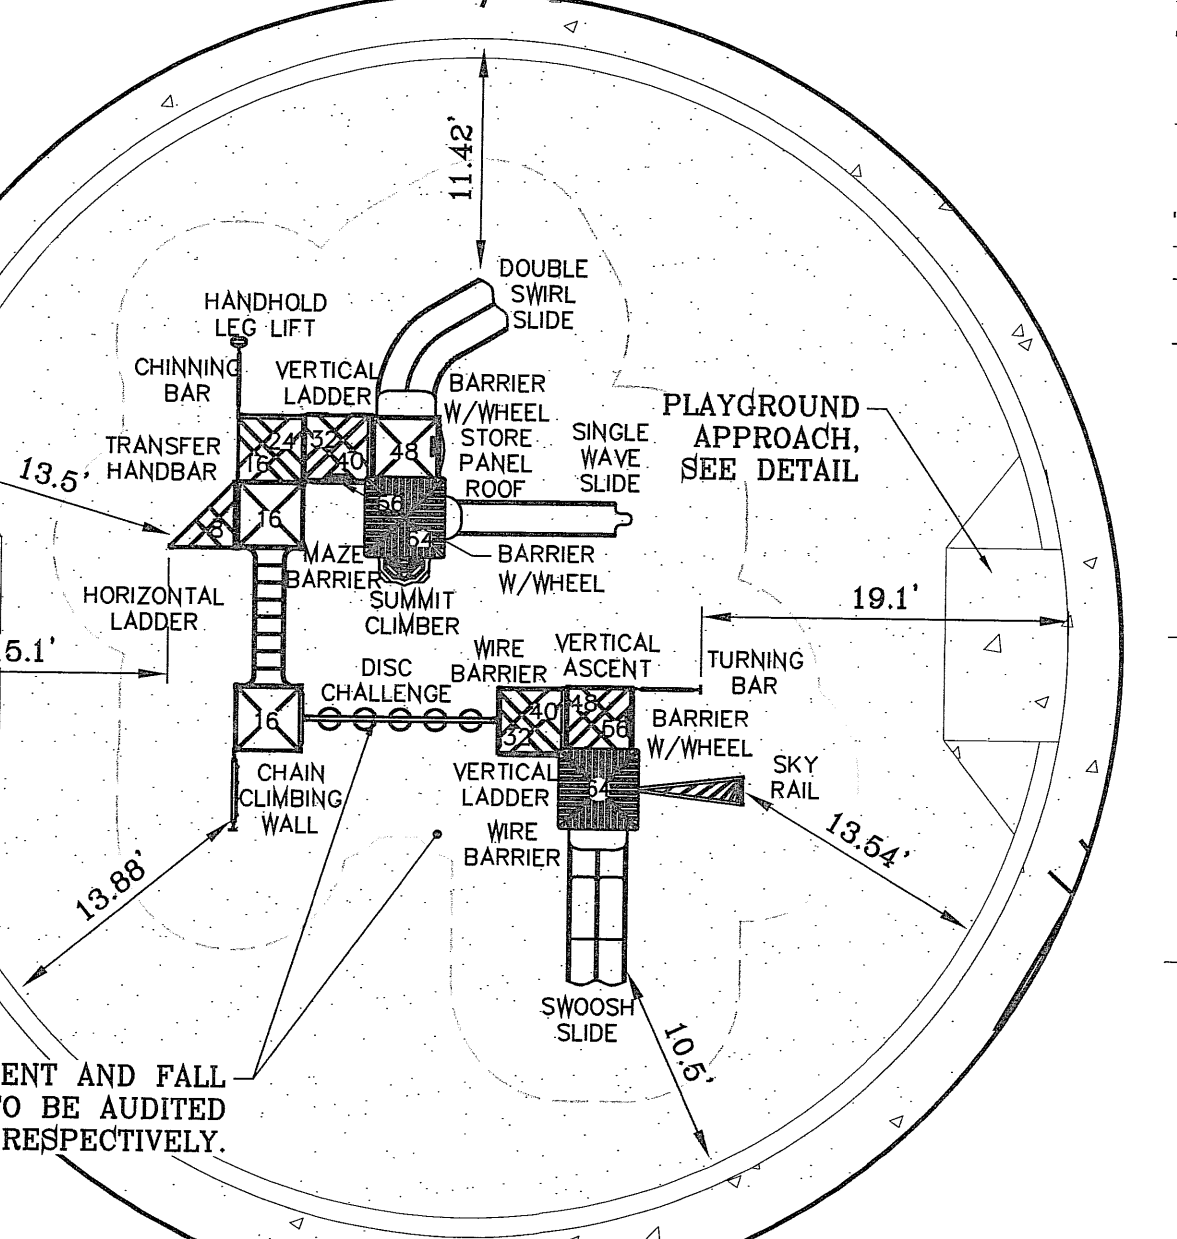 11.42'
DOUBLE
SWIRL
SLIDE
HANDHOLD
LEG LIFT
CHINNING
BAR
VERTICAL
LADDER
BARRIER
W/WHEEL
STORE
PANEL
ROOF
SINGLE
WAVE
SLIDE
PLAYGROUND
APPROACH,
SEE DETAIL
TRANSFER
HANDBAR
13.5'
24
16
32
40
48
56
64
8
16
MAZE
BARRIER
BARRIER
W/WHEEL
SUMMIT
CLIMBER
HORIZONTAL
LADDER
19.1'
5.1'
DISC
CHALLENGE
WIRE
BARRIER
VERTICAL
ASCENT
TURNING
BAR
16
40
32
48
56
64
BARRIER
W/WHEEL
SKY
RAIL
CHAIN
CLIMBING
WALL
VERTICAL
LADDER
WIRE
BARRIER
13.54'
13.88'
SWOOSH
SLIDE
10.5'
ENT AND FALL
TO BE AUDITED
RESPECTIVELY.